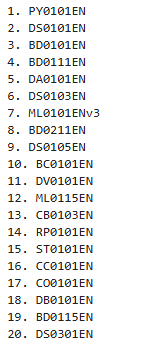 1. PY0101EN
2. DS0101EN
3. BD0101EN
4. BD0111EN
5. DA0101EN
6. DS0103EN
7. ML0101ENv3
8. BD0211EN
9. DS0105EN
10. BC0101EN
11. DV0101EN
12. ML0115EN
13. CB0103EN
14. RP0101EN
15. ST0101EN
16. CC0101EN
17. CO0101EN
18. DB0101EN
19. BD0115EN
20. DS0301EN